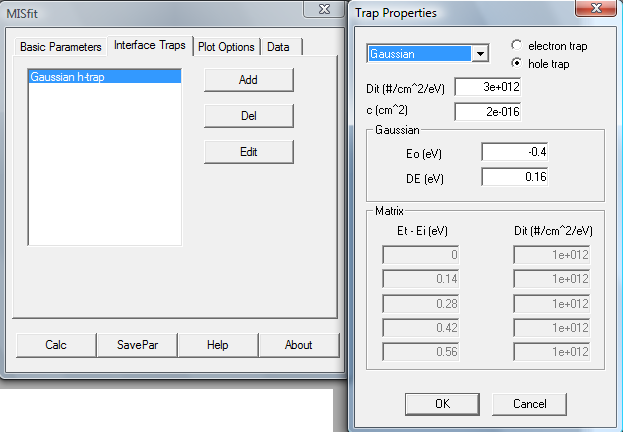 MISfit
Basic Parameters Interface Traps Plot Options Data
Gaussian h-trap
Add
Del
Edit
Calc SavePar Help About
Trap Properties
Gaussian
electron trap
hole trap
Dit (#/cm^2/eV) 3e+012
c (cm^2) 2e-016
Gaussian
Eo (eV) -0.4
DE (eV) 0.16
Matrix
Et - Ei (eV) Dit (#/cm^2/eV)
0 1e+012
0.14 1e+012
0.28 1e+012
0.42 1e+012
0.56 1e+012
OK Cancel